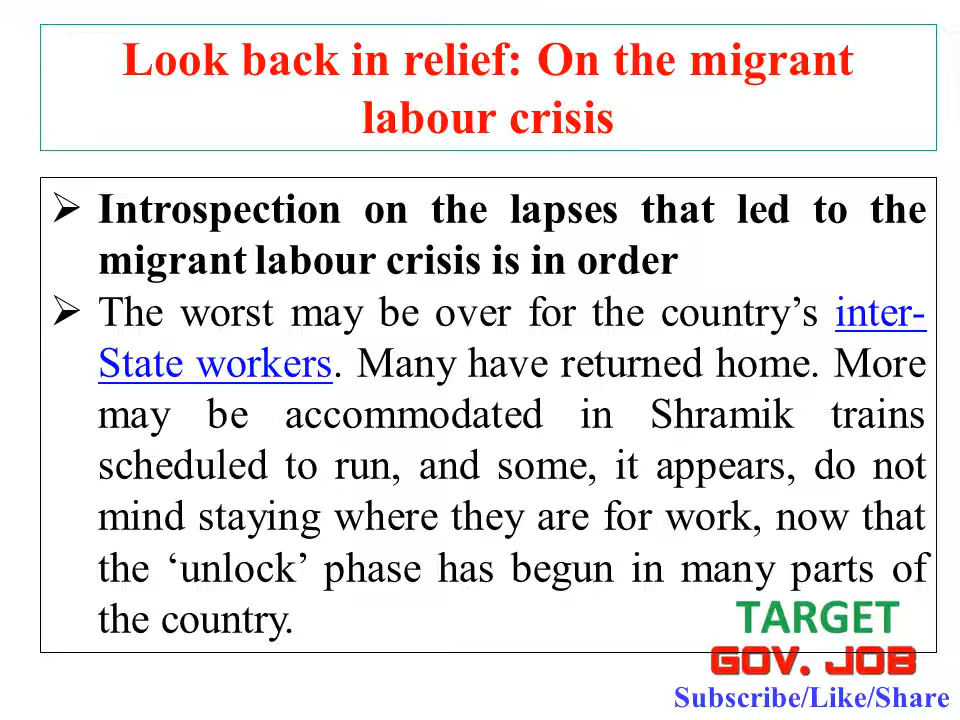 Look back in relief: On the migrant
labour crisis
➢ Introspection on the lapses that led to the
migrant labour crisis is in order
➢ The worst may be over for the country’s inter-
State workers. Many have returned home. More
may be accommodated in Shramik trains
scheduled to run, and some, it appears, do not
mind staying where they are for work, now that
the ‘unlock’ phase has begun in many parts of
the country.
TARGET
GOV. JOB
Subscribe/Like/Share